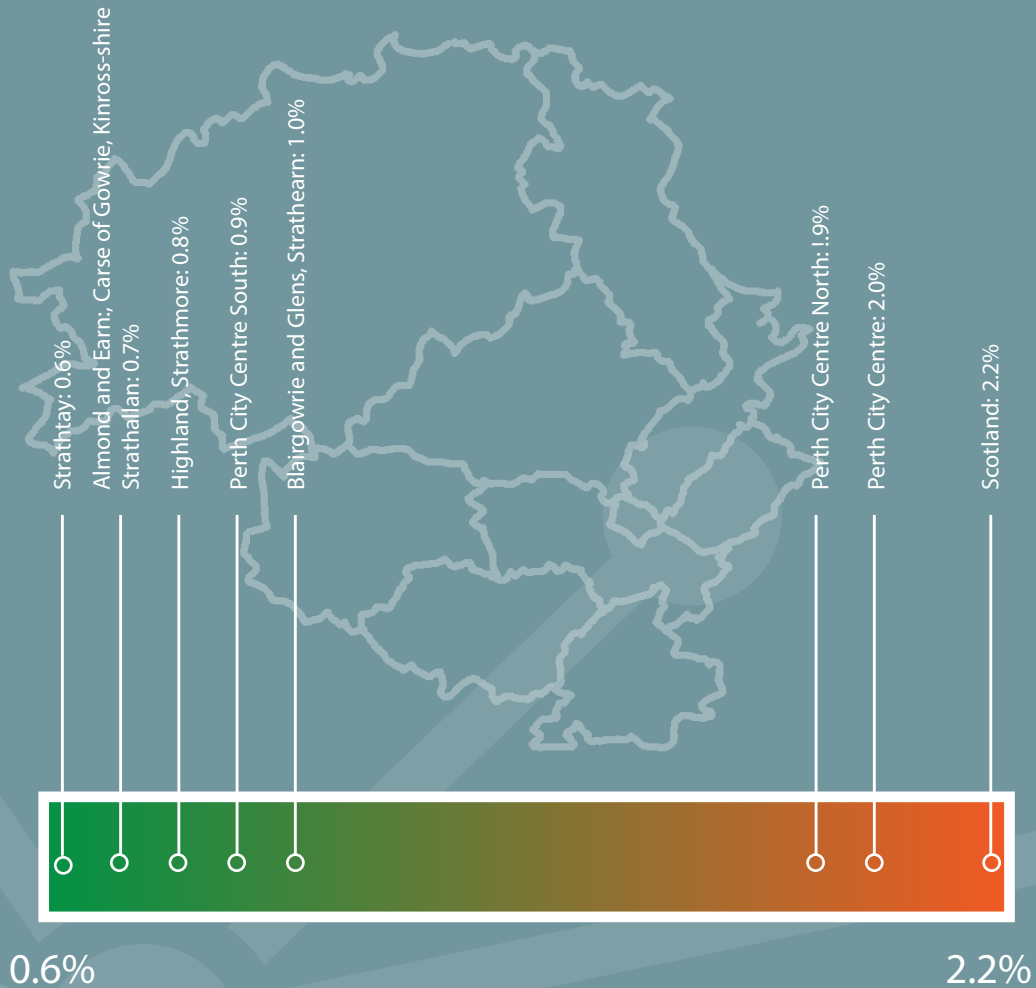 Strathtay: 0.6%
Almond and Earn:, Carse of Gowrie, Kinross-shire
Strathallan: 0.7%
Highland, Strathmore: 0.8%
Perth City Centre South: 0.9%
Blairgowrie and Glens, Strathearn: 1.0%
Perth City Centre North: !.9%
Perth City Centre: 2.0%
Scotland: 2.2%
0.6%
2.2%